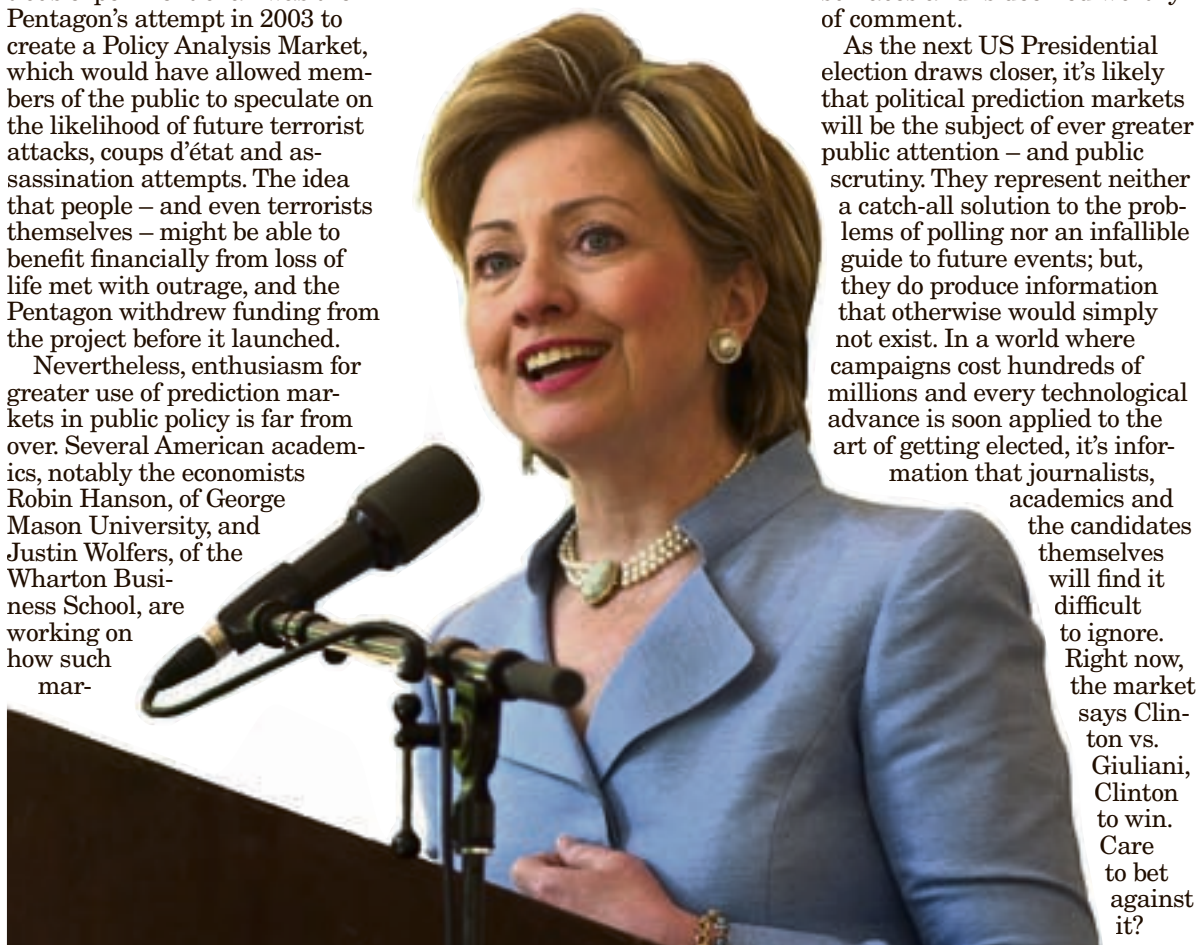 Pentagon's attempt in 2003 to
create a Policy Analysis Market,
which would have allowed mem-
bers of the public to speculate on
the likelihood of future terrorist
attacks, coups d'état and as-
sassination attempts. The idea
that people – and even terrorists
themselves – might be able to
benefit financially from loss of
life met with outrage, and the
Pentagon withdrew funding from
the project before it launched.
Nevertheless, enthusiasm for
greater use of prediction mar-
kets in public policy is far from
over. Several American academ-
ics, notably the economists
Robin Hanson, of George
Mason University, and
Justin Wolfers, of the
Wharton Busi-
ness School, are
working on
how such
mar-
of comment.
As the next US Presidential
election draws closer, it's likely
that political prediction markets
will be the subject of ever greater
public attention – and public
scrutiny. They represent neither
a catch-all solution to the prob-
lems of polling nor an infallible
guide to future events; but,
they do produce information
that otherwise would simply
not exist. In a world where
campaigns cost hundreds of
millions and every technological
advance is soon applied to the
art of getting elected, it's infor-
mation that journalists,
academics and
the candidates
themselves
will find it
difficult
to ignore.
Right now,
the market
says Clin-
ton vs.
Giuliani,
Clinton
to win.
Care
to bet
against
it?